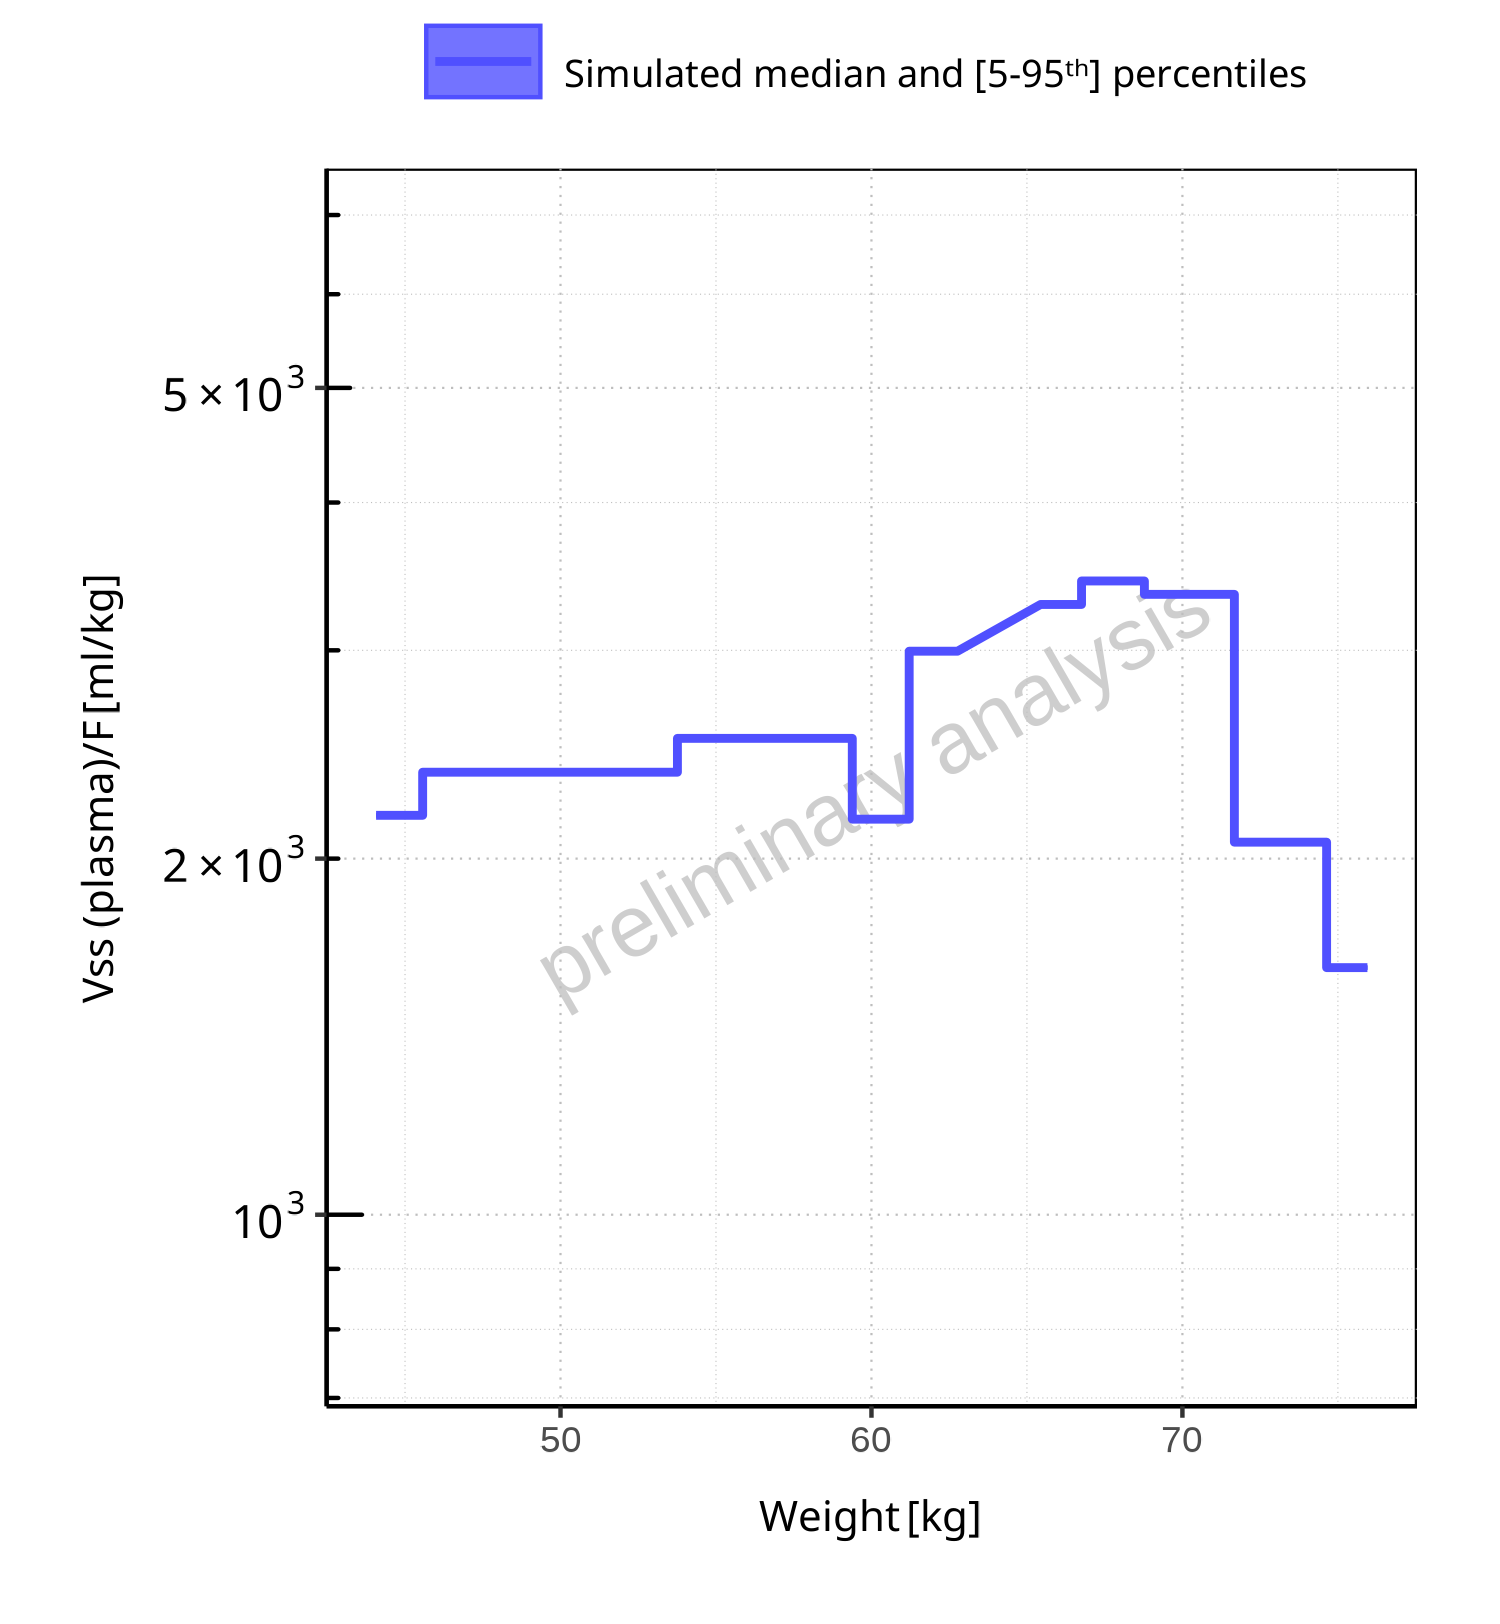 Simulated median and [5-95ᵗʰ] percentiles
5 × 10³
2 × 10³
10³
Vss (plasma)/F [ml/kg]
preliminary analysis
50 60 70
Weight [kg]